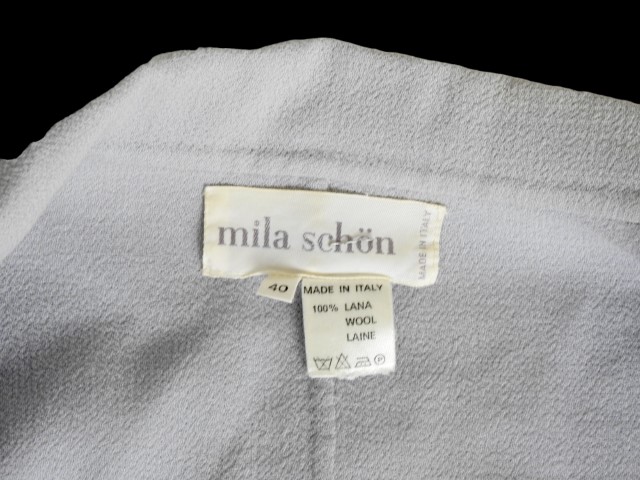 mila schön
MADE IN ITALY
40
MADE IN ITALY
100% LANA
WOOL
LAINE
P